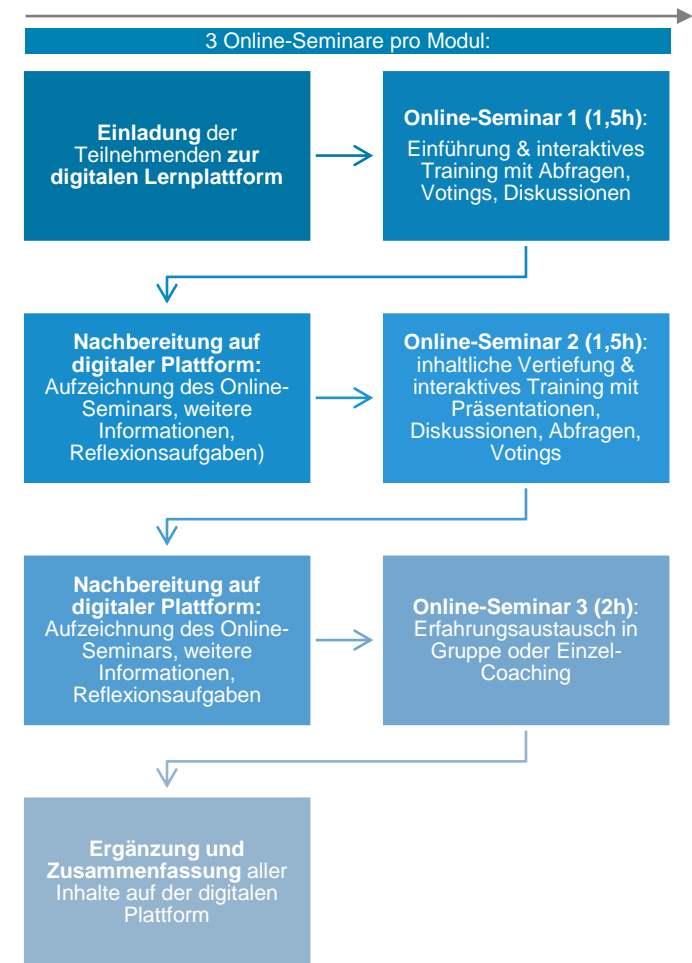 3 Online-Seminare pro Modul:
Einladung der
Teilnehmenden zur
digitalen Lernplattform
Online-Seminar 1 (1,5h):
Einführung & interaktives
Training mit Abfragen,
Votings, Diskussionen
Nachbereitung auf
digitaler Plattform:
Aufzeichnung des Online-
Seminars, weitere
Informationen,
Reflexionsaufgaben)
Online-Seminar 2 (1,5h):
inhaltliche Vertiefung &
interaktives Training mit
Präsentationen,
Diskussionen, Abfragen,
Votings
Nachbereitung auf
digitaler Plattform:
Aufzeichnung des Online-
Seminars, weitere
Informationen,
Reflexionsaufgaben
Online-Seminar 3 (2h):
Erfahrungsaustausch in
Gruppe oder Einzel-
Coaching
Ergänzung und
Zusammenfassung aller
Inhalte auf der digitalen
Plattform